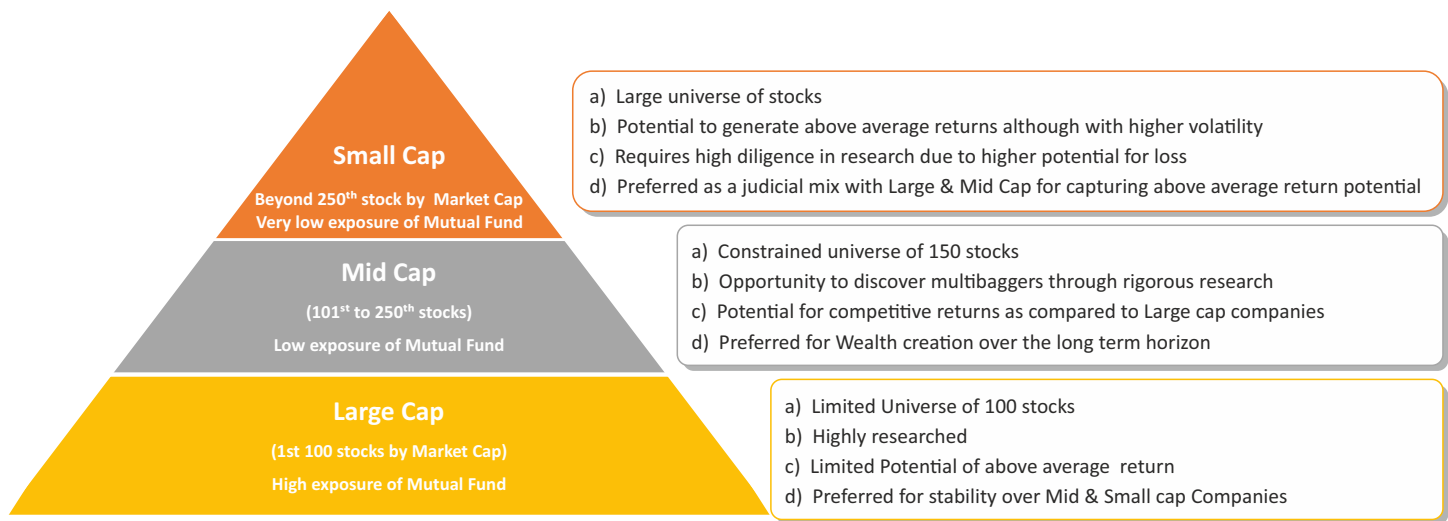 Small Cap
Beyond 250th stock by Market Cap
Very low exposure of Mutual Fund
a) Large universe of stocks
b) Potential to generate above average returns although with higher volatility
c) Requires high diligence in research due to higher potential for loss
d) Preferred as a judicial mix with Large & Mid Cap for capturing above average return potential
Mid Cap
(101st to 250th stocks)
Low exposure of Mutual Fund
a) Constrained universe of 150 stocks
b) Opportunity to discover multibaggers through rigorous research
c) Potential for competitive returns as compared to Large cap companies
d) Preferred for Wealth creation over the long term horizon
Large Cap
(1st 100 stocks by Market Cap)
High exposure of Mutual Fund
a) Limited Universe of 100 stocks
b) Highly researched
c) Limited Potential of above average return
d) Preferred for stability over Mid & Small cap Companies